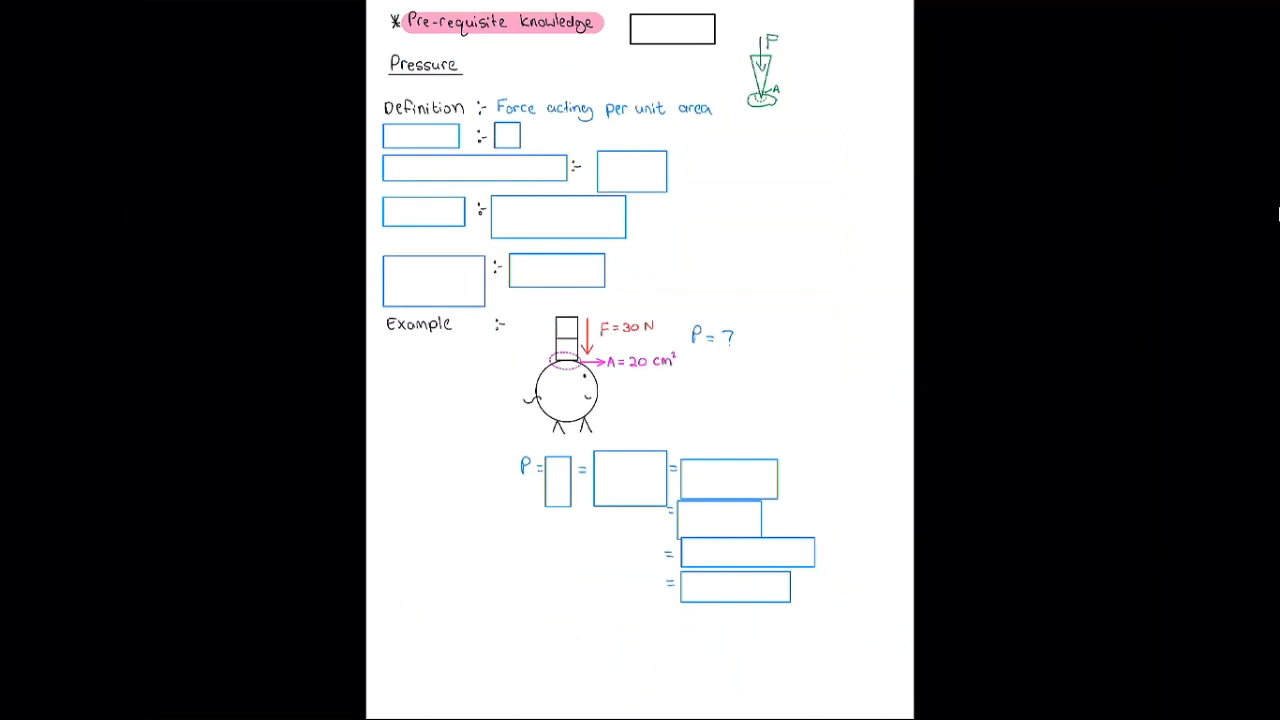 * Pre-requisite knowledge
F
Pressure
A
Definition :- Force acting per unit area
:-
:-
:-
:-
Example :-
F = 30 N
P = ?
A = 20 cm²
P = = =
=
=
=